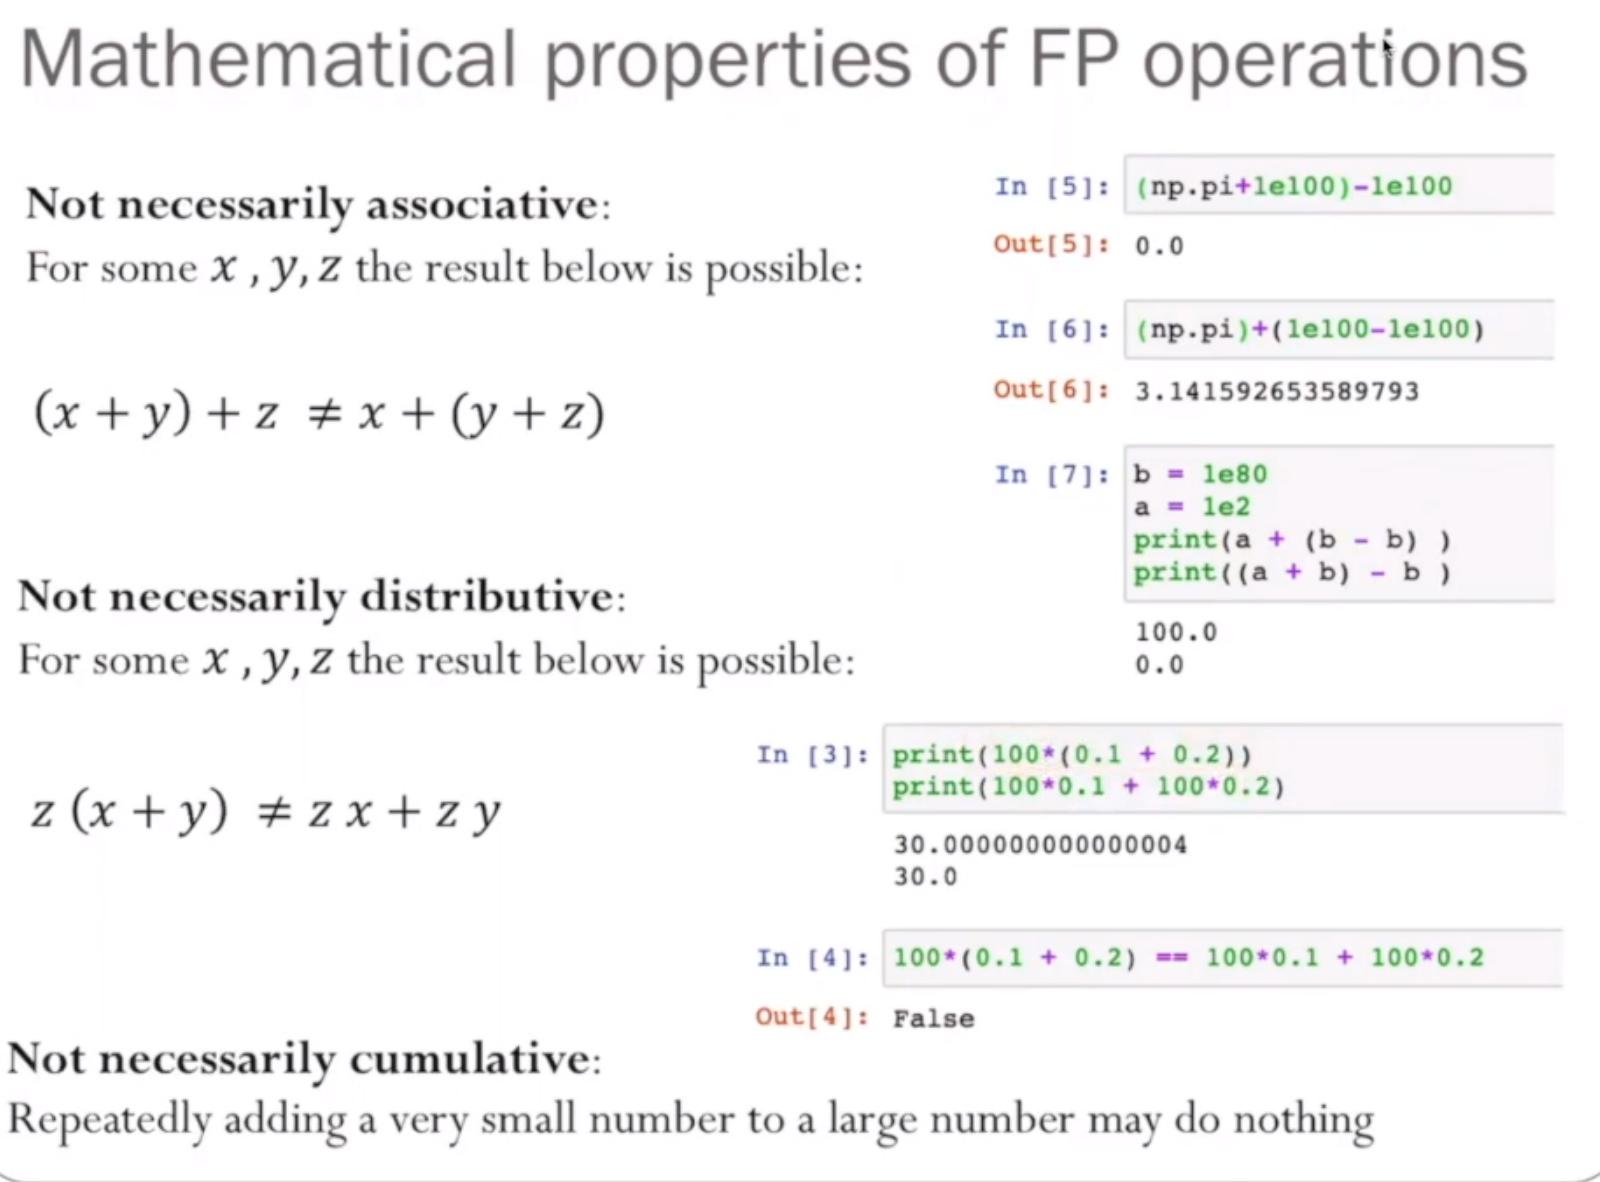 Mathematical properties of FP operations
Not necessarily associative:
For some x , y, z the result below is possible:
(x + y) + z ≠ x + (y + z)
In [5]: (np.pi+1e100)-1e100
Out[5]: 0.0
In [6]: (np.pi)+(1e100-1e100)
Out[6]: 3.141592653589793
In [7]: b = 1e80
a = 1e2
print(a + (b - b) )
print((a + b) - b )
100.0
0.0
Not necessarily distributive:
For some x , y, z the result below is possible:
z (x + y) ≠ z x + z y
In [3]: print(100*(0.1 + 0.2))
print(100*0.1 + 100*0.2)
30.000000000000004
30.0
In [4]: 100*(0.1 + 0.2) == 100*0.1 + 100*0.2
Out[4]: False
Not necessarily cumulative:
Repeatedly adding a very small number to a large number may do nothing